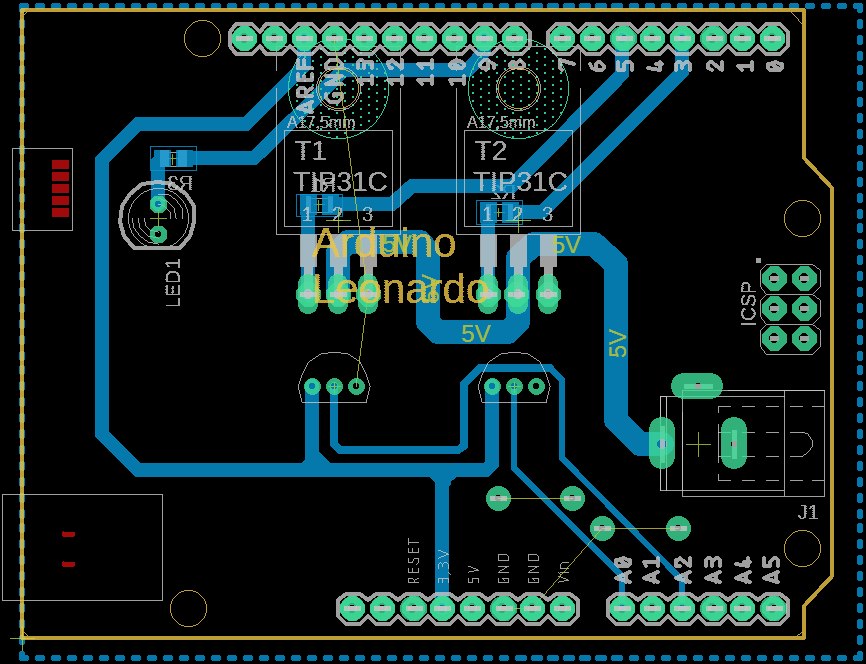 AREF
GND
13
12
11
10
9
8
7
6
5
4
3
2
1
0
A17,5mm
A17,5mm
T1
TIP31C
T2
TIP31C
R3
1 2 3
1 2 3
LED1
Arduino
Leonardo
5V
5V
5V
5V
ICSP
J1
RESET
3.3V
5V
GND
GND
Vin
A0
A1
A2
A3
A4
A5